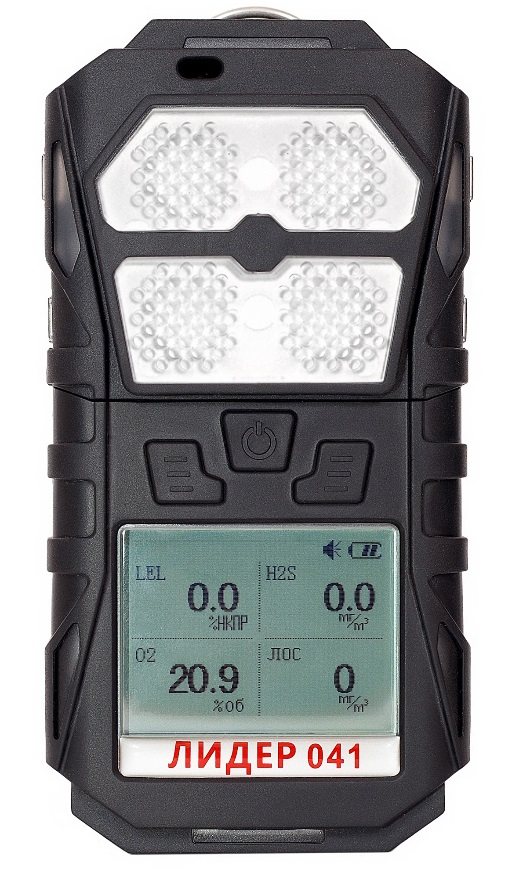 LEL
0.0
%НКПР
H2S
0.0
мг/м³
O2
20.9
%об
ЛОС
0
мг/м³
ЛИДЕР 041